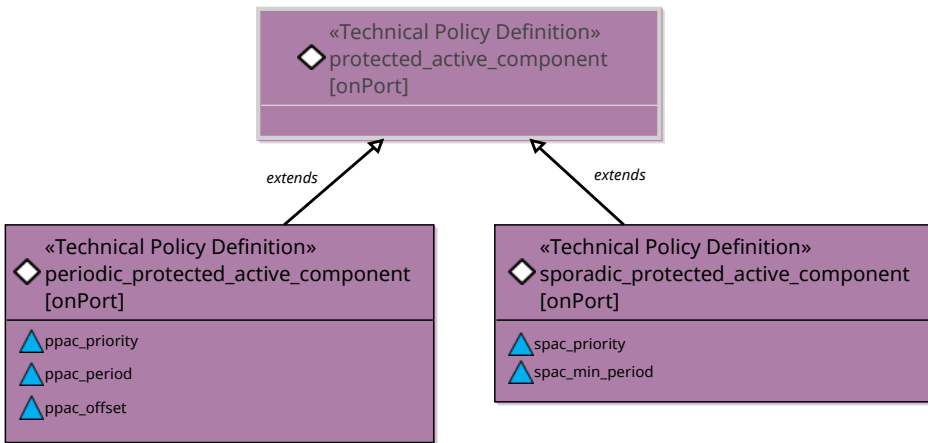 «Technical Policy Definition»
protected_active_component
[onPort]
extends
extends
«Technical Policy Definition»
periodic_protected_active_component
[onPort]
ppac_priority
ppac_period
ppac_offset
«Technical Policy Definition»
sporadic_protected_active_component
[onPort]
spac_priority
spac_min_period